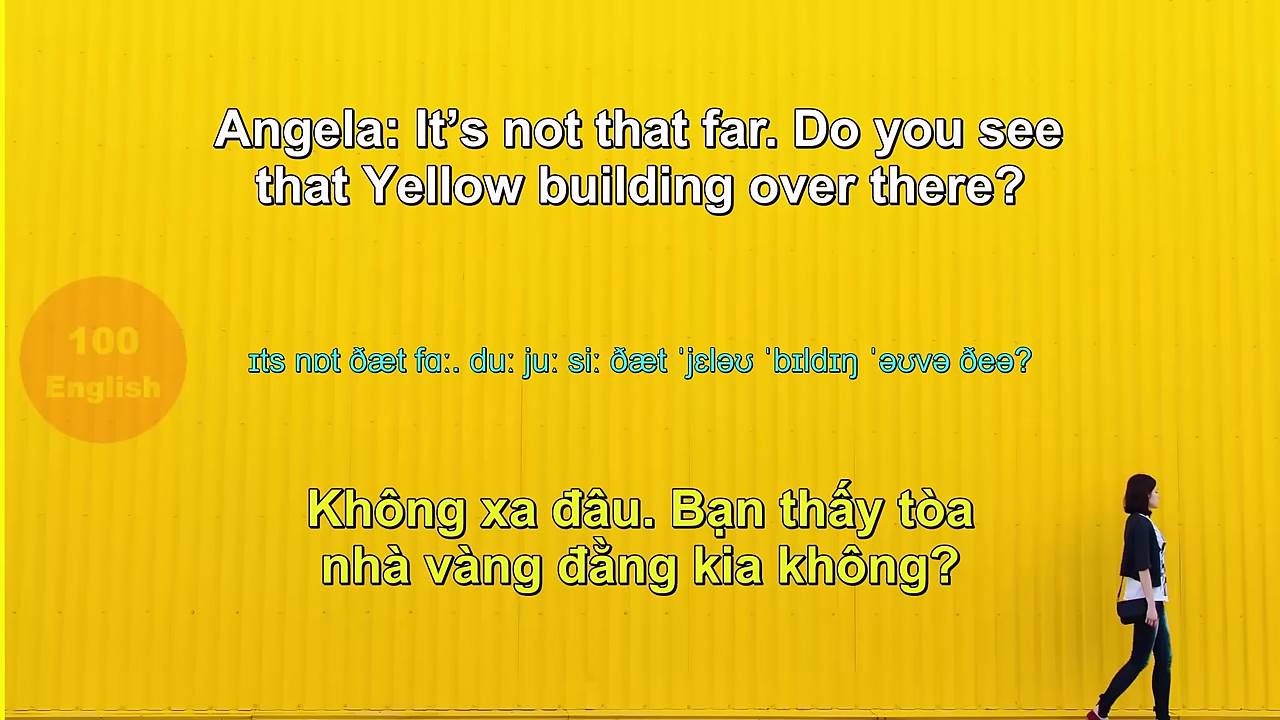 Angela: It’s not that far. Do you see
that Yellow building over there?
100
English
ɪts nɒt ðæt fɑː. duː juː siː ðæt ˈjɛləʊ ˈbɪldɪŋ ˈəʊvə ðeə?
Không xa đâu. Bạn thấy tòa
nhà vàng đằng kia không?